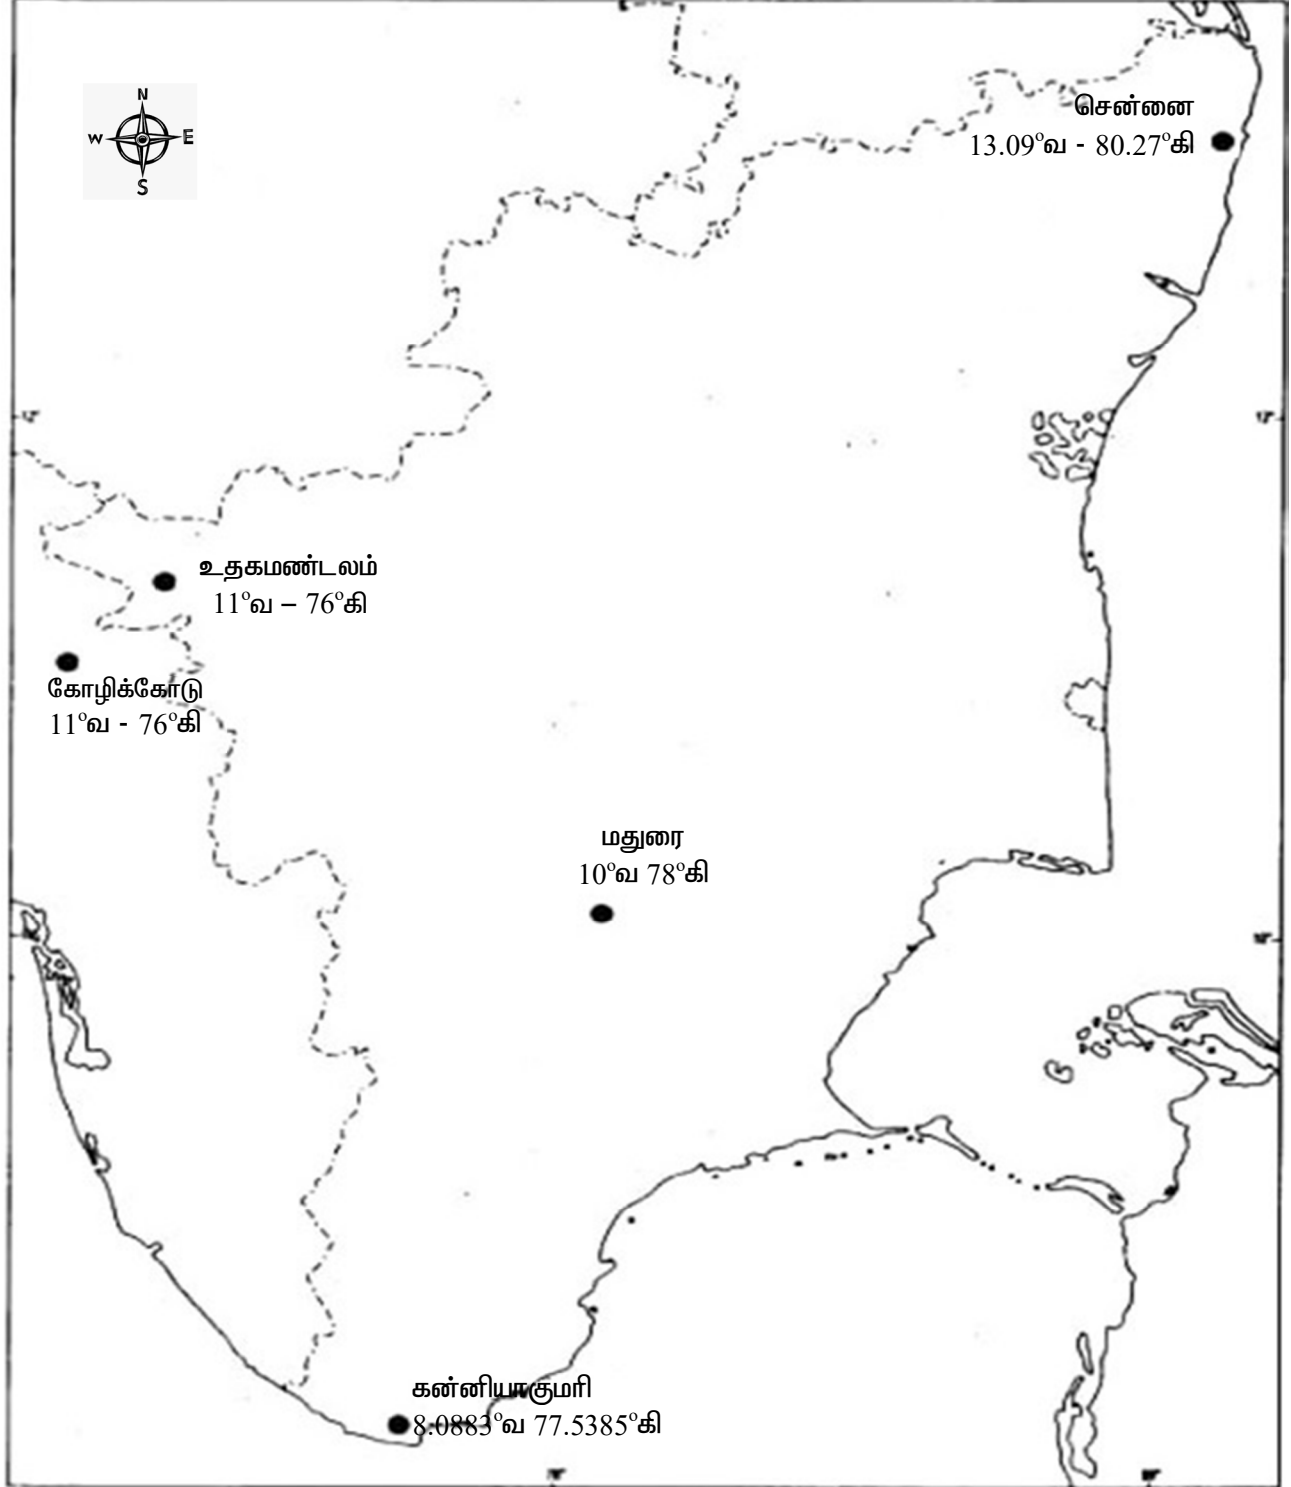 N
W E
S
சென்னை
13.09°வ - 80.27°கி
உதகமண்டலம்
11°வ – 76°கி
கோழிக்கோடு
11°வ - 76°கி
மதுரை
10°வ 78°கி
கன்னியாகுமரி
8.0883°வ 77.5385°கி